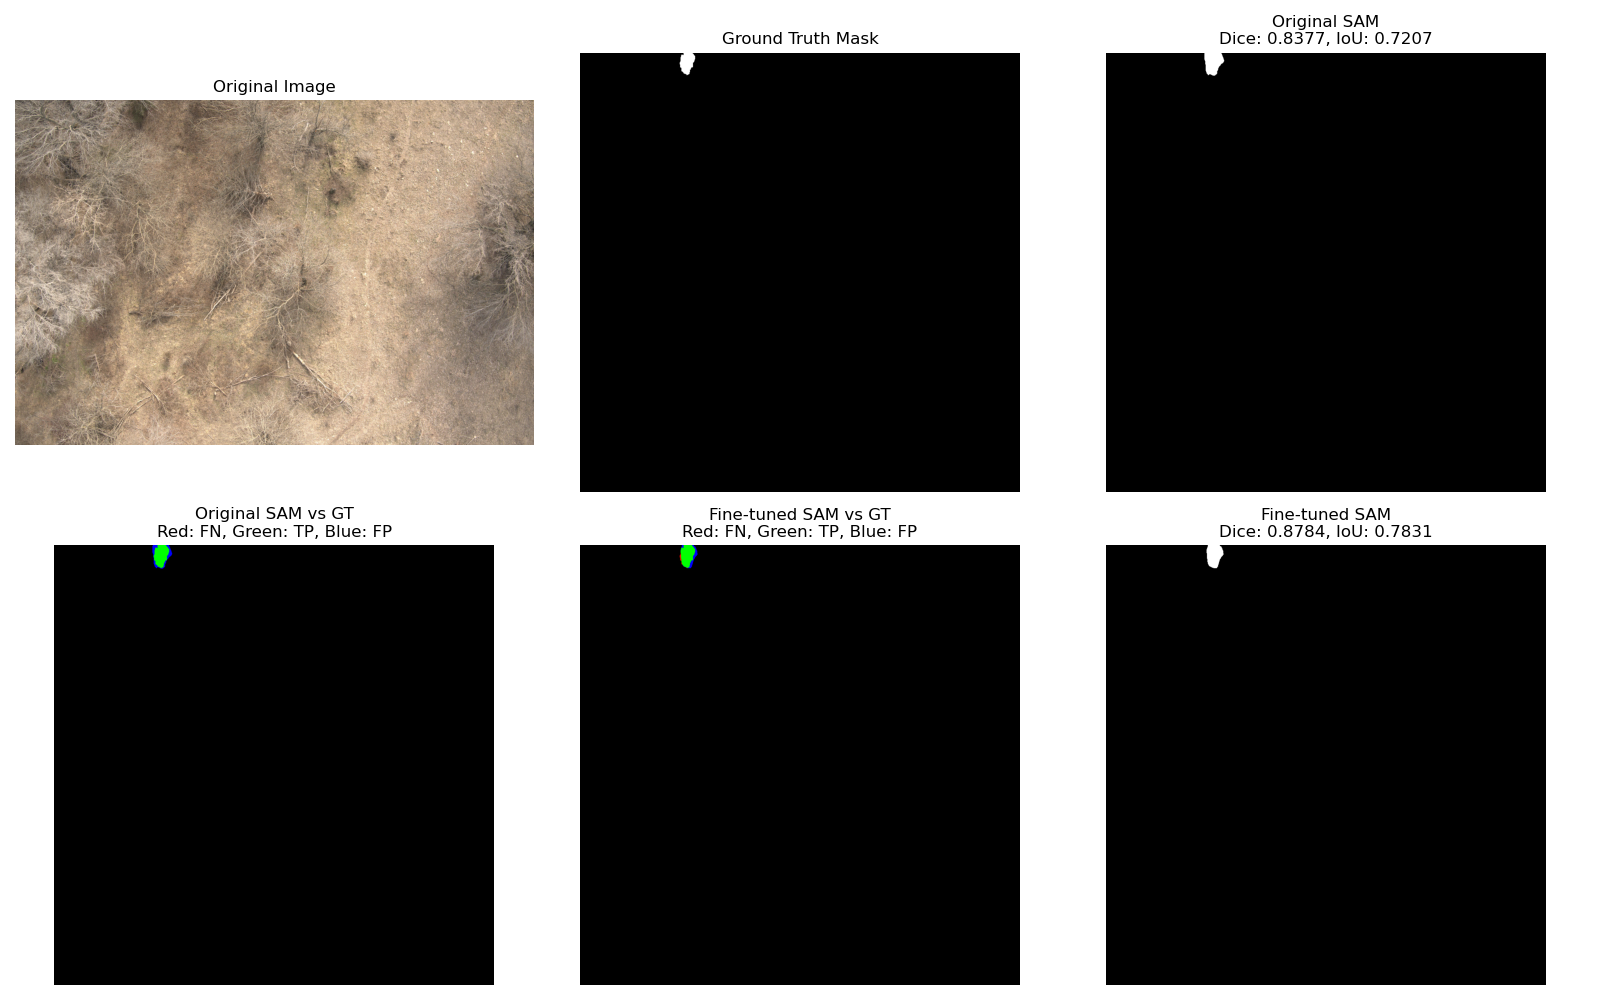 Original Image
Ground Truth Mask
Original SAM
Dice: 0.8377, IoU: 0.7207
Original SAM vs GT
Red: FN, Green: TP, Blue: FP
Fine-tuned SAM vs GT
Red: FN, Green: TP, Blue: FP
Fine-tuned SAM
Dice: 0.8784, IoU: 0.7831